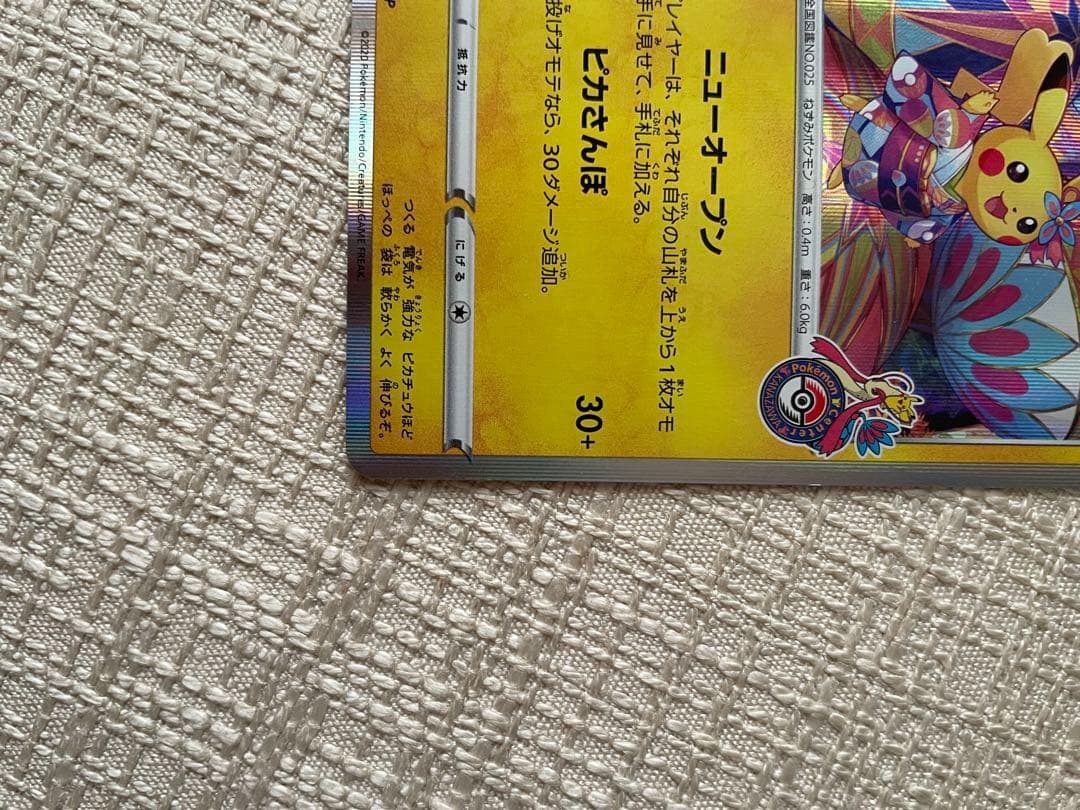 全国図鑑NO.025 ねずみポケモン 高さ:0.4m 重さ:6.0kg
Pokémon Center
KANAZAWA
ニューオープン
レイヤーは、それぞれ自分の山札を上から1枚オモ
手に見せて、手札に加える。
ピカさんぽ 30+
投げオモテなら、30ダメージ追加。
抵抗力 にげる
つくる 電気が 強力な ピカチュウほど
ほっぺの 袋は 軟らかく よく 伸びるぞ。
©2020 Pokémon/Nintendo/Creatures/GAME FREAK.
P